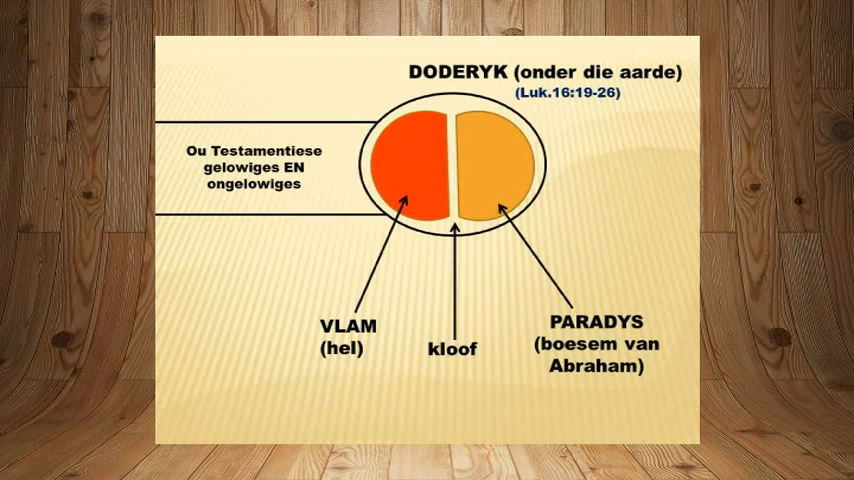 DODERYK (onder die aarde)
(Luk.16:19-26)
Ou Testamentiese
gelowiges EN
ongelowiges
VLAM
(hel)
kloof
PARADYS
(boesem van
Abraham)